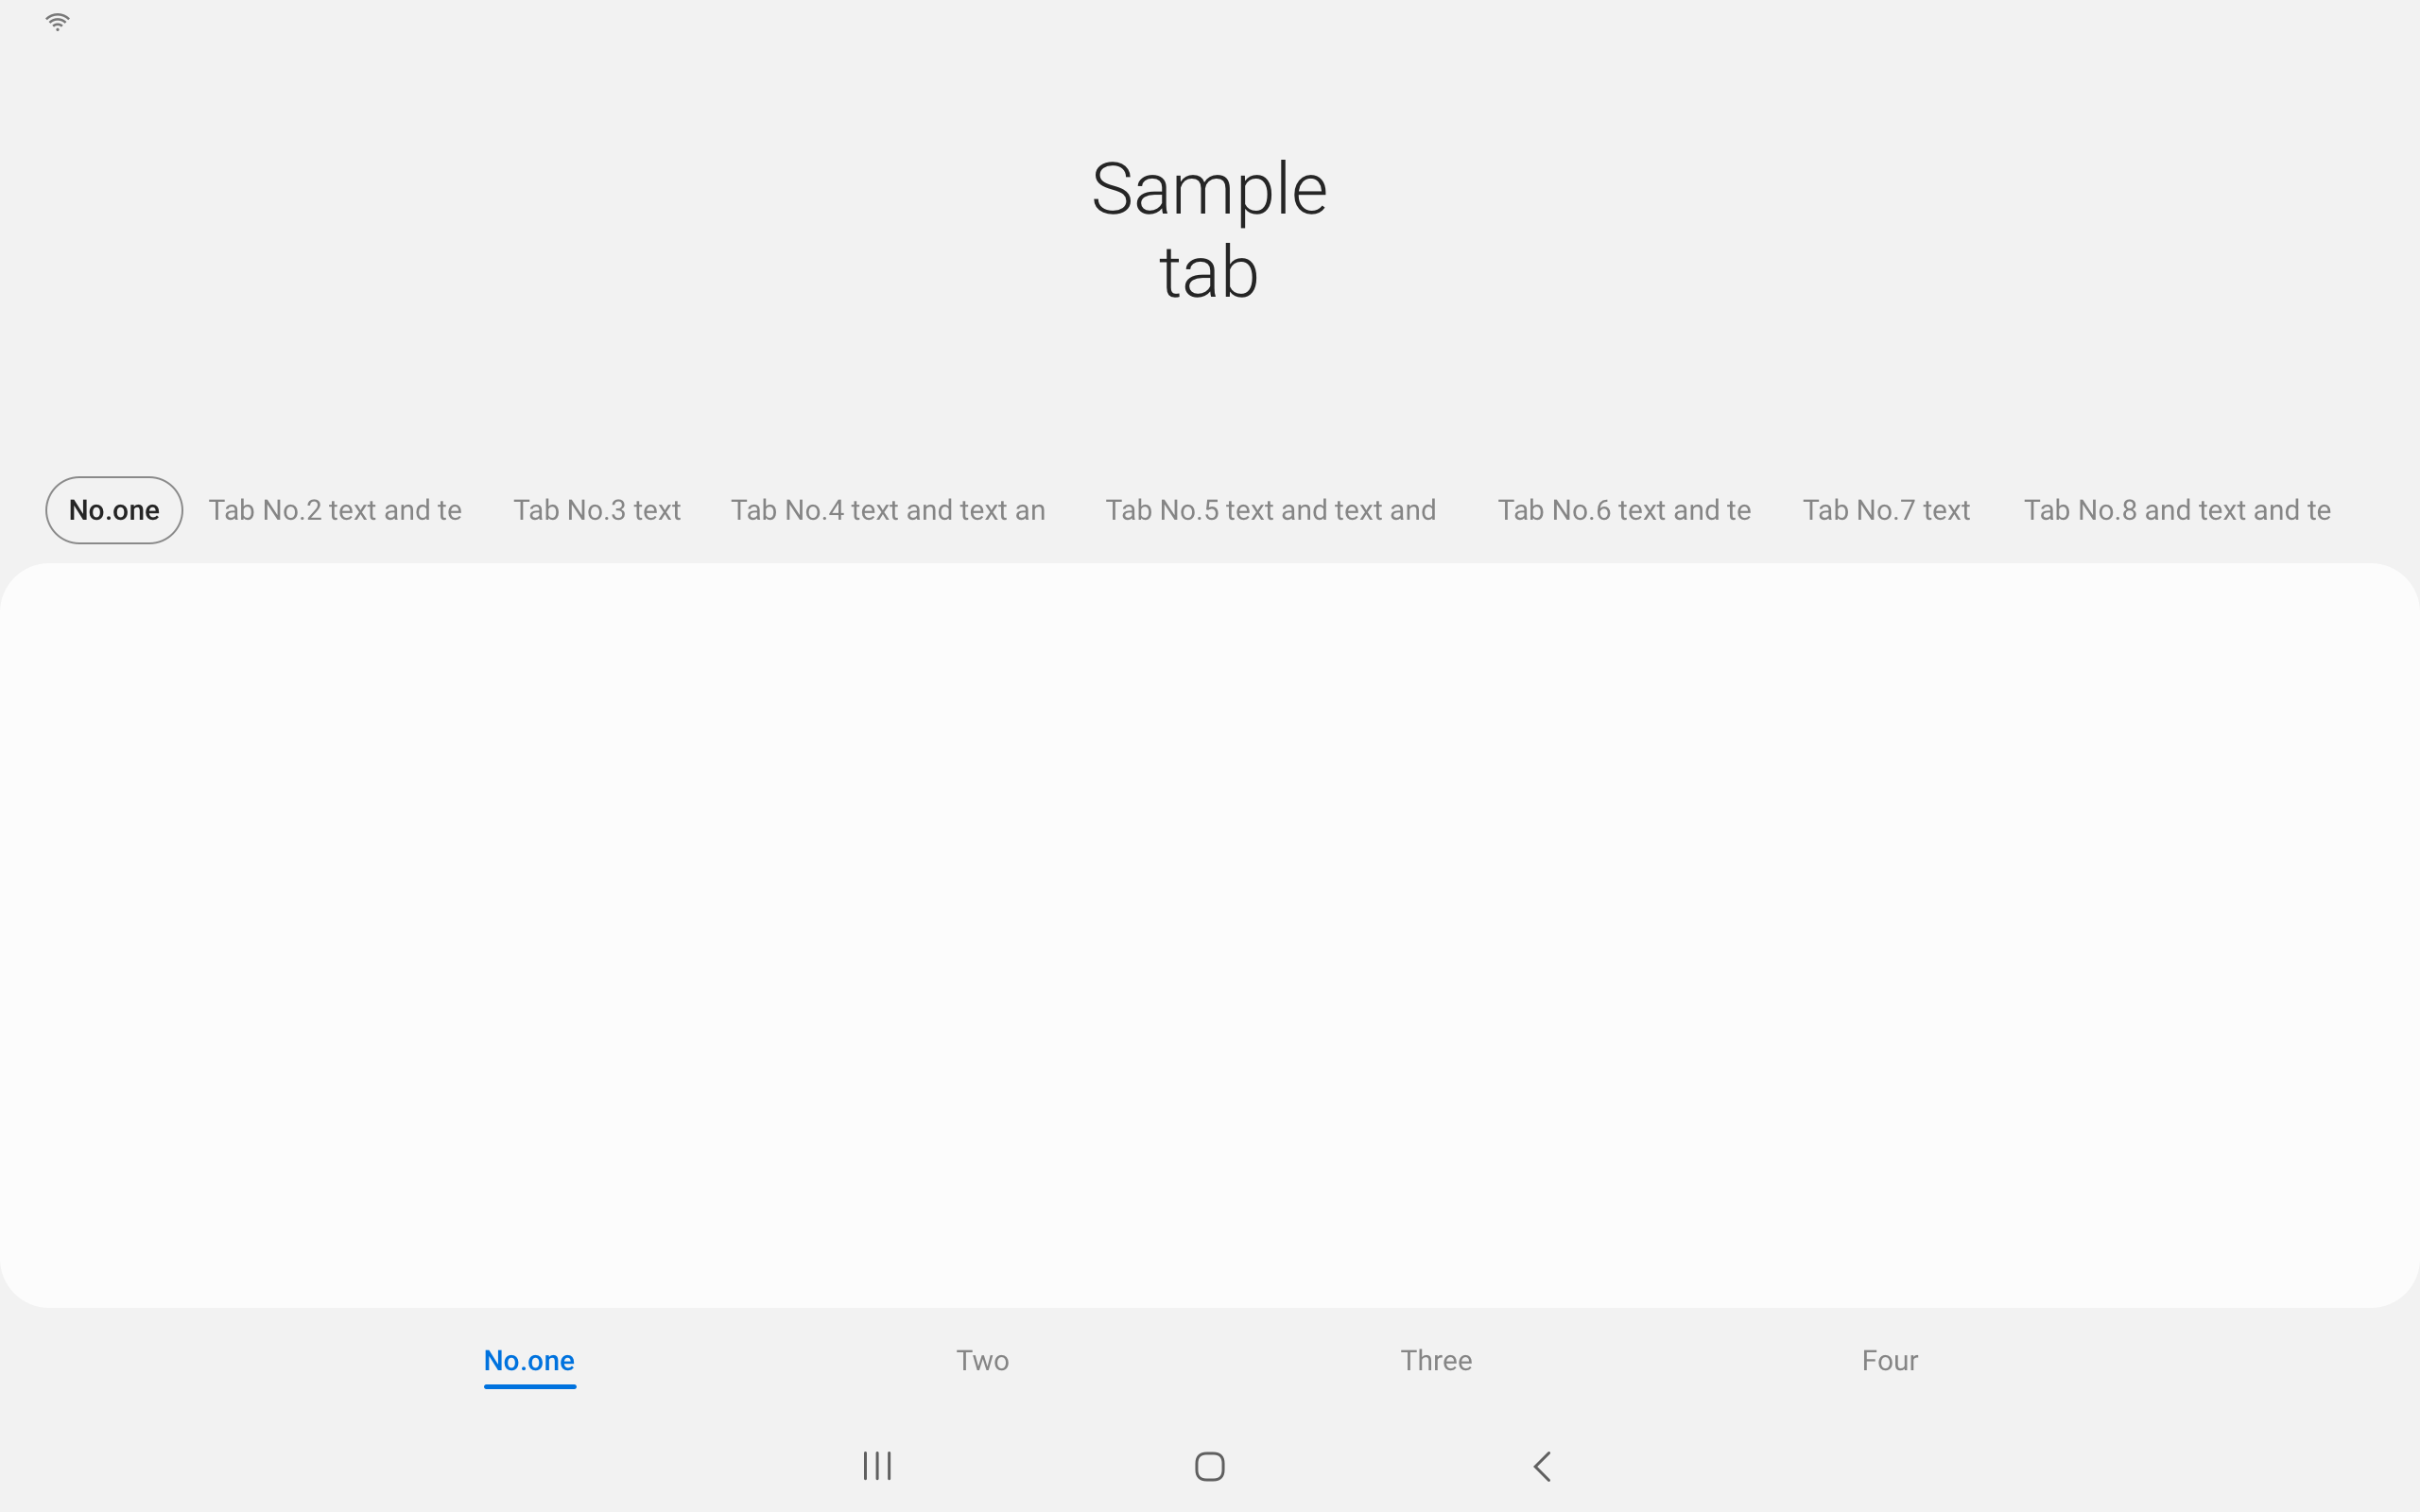 Sample
tab
No.one
Tab No.2 text and te
Tab No.3 text
Tab No.4 text and text an
Tab No.5 text and text and
Tab No.6 text and te
Tab No.7 text
Tab No.8 and text and te
No.one
Two
Three
Four